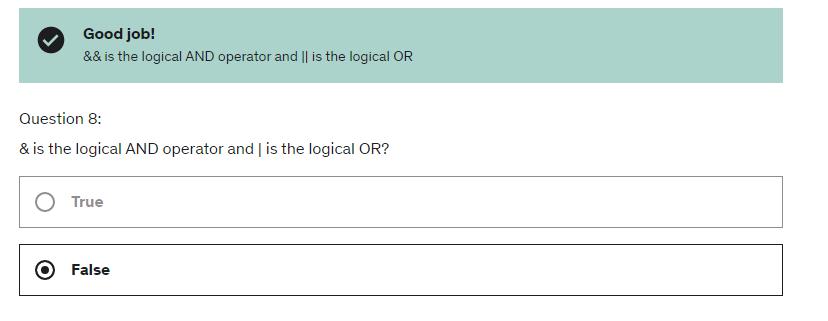 Good job!
&& is the logical AND operator and || is the logical OR
Question 8:
& is the logical AND operator and | is the logical OR?
True
False